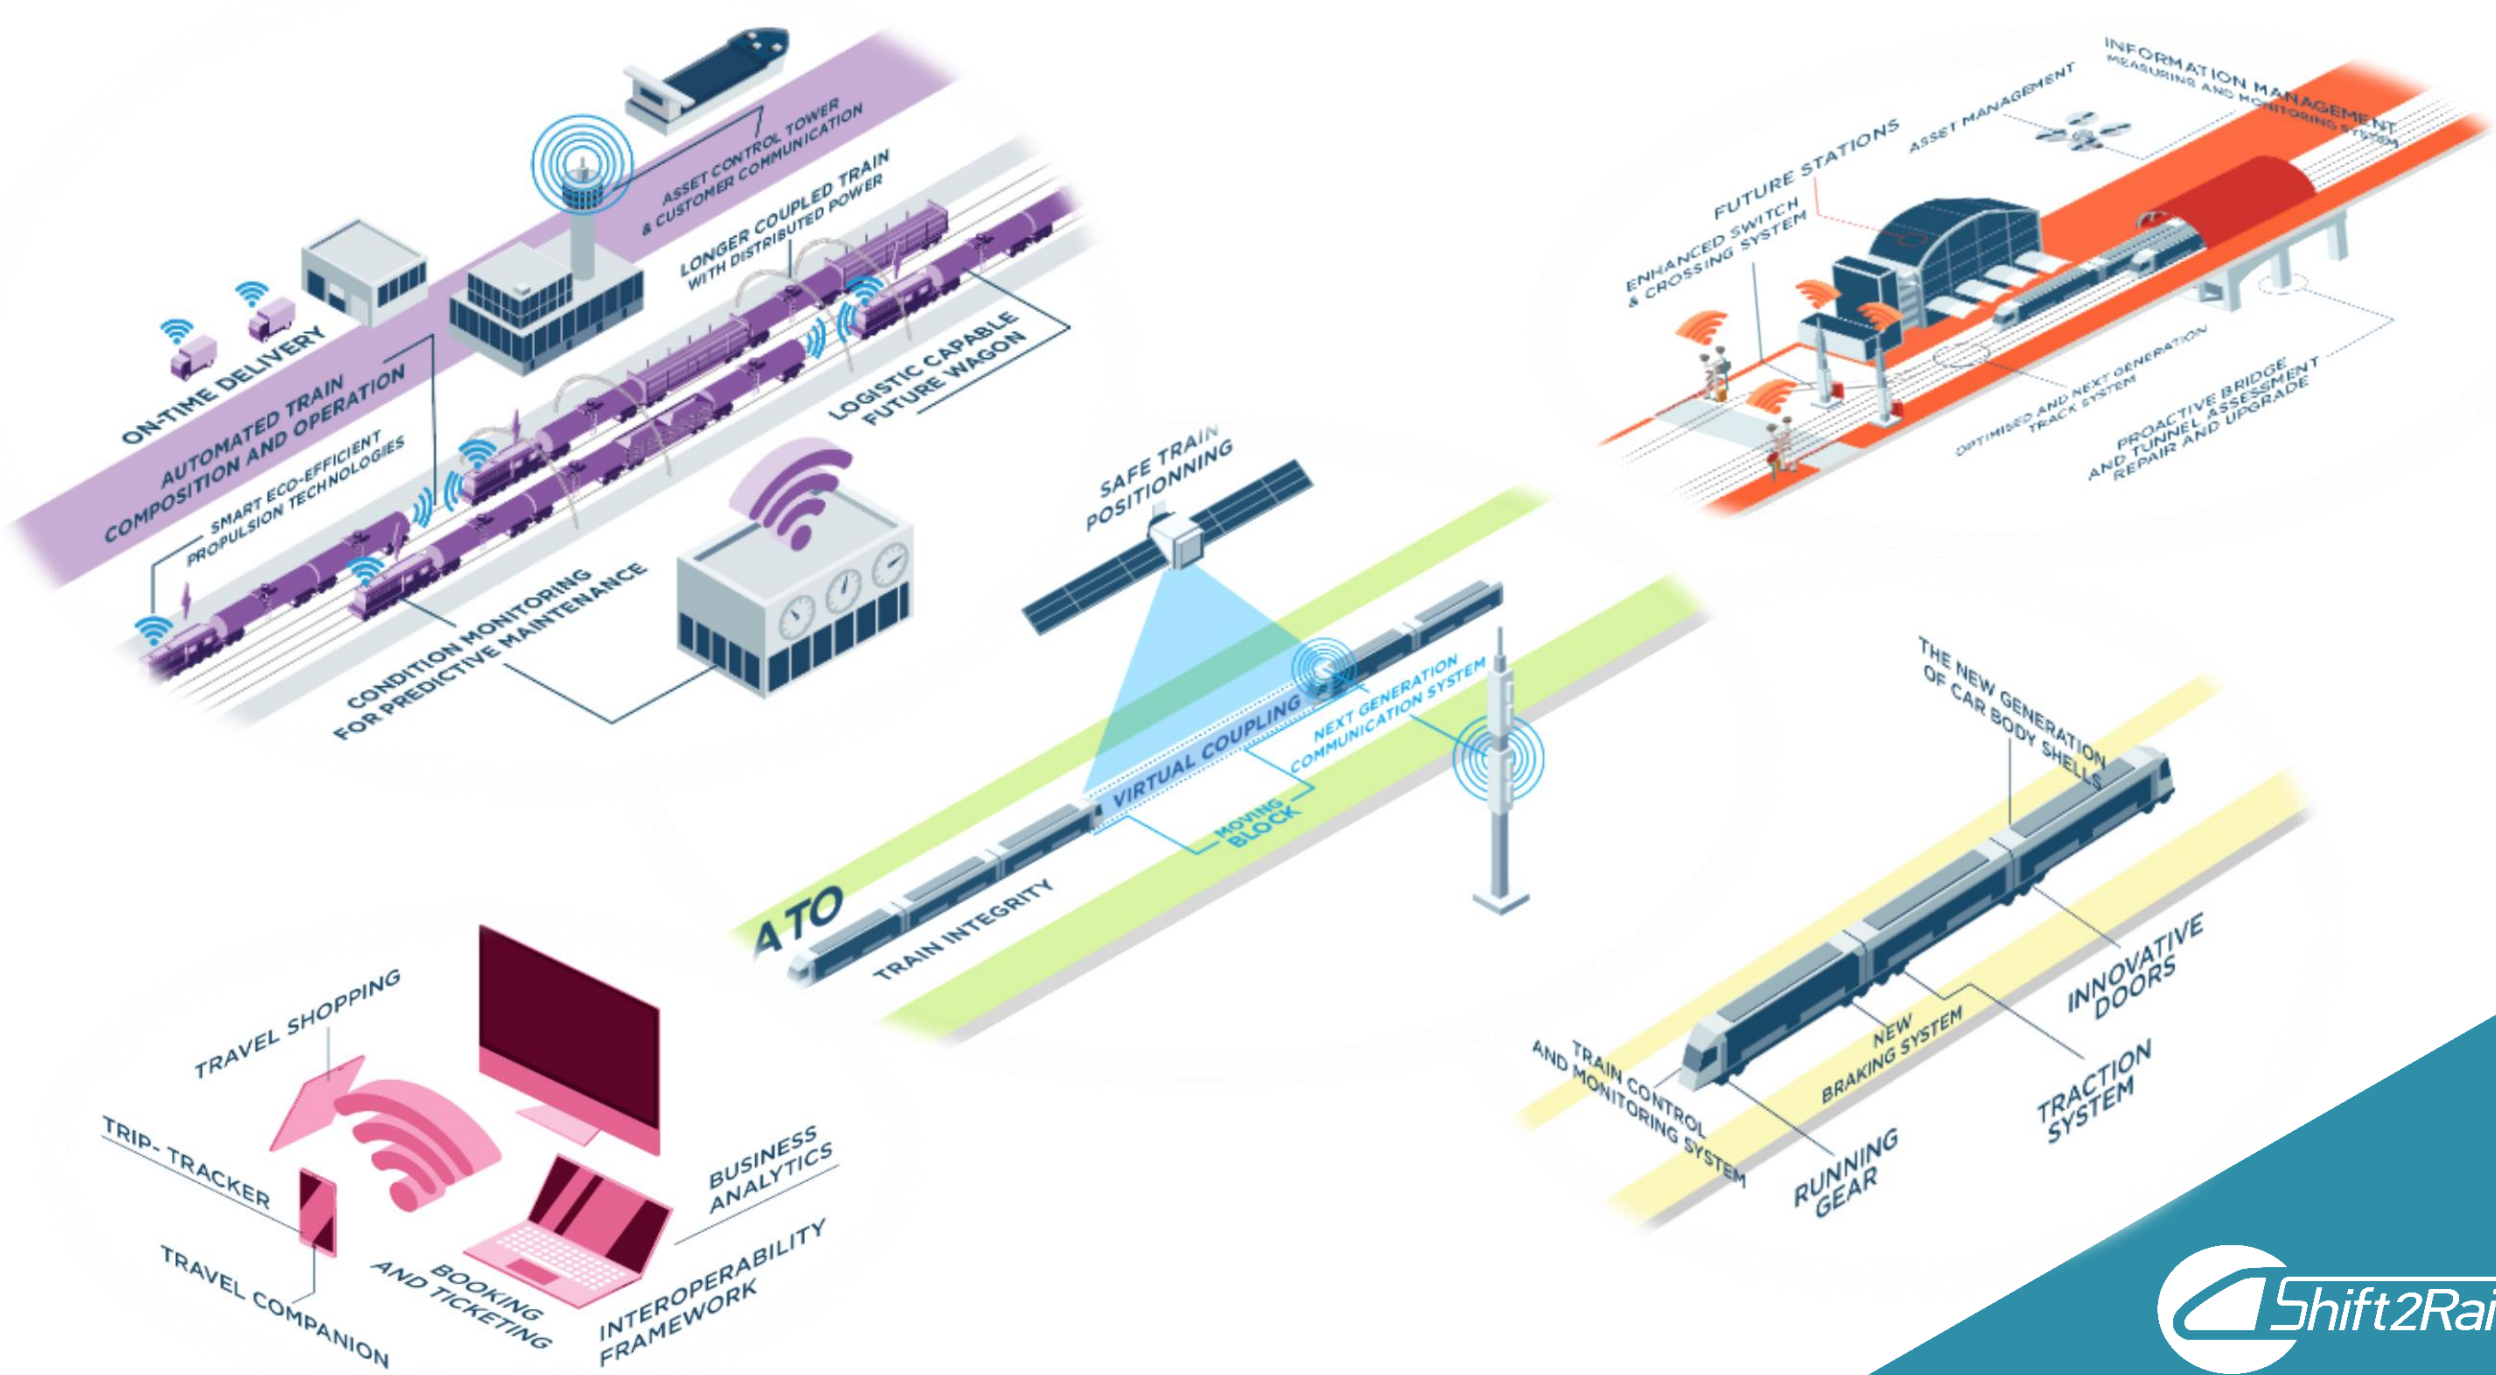 ASSET CONTROL TOWER
& CUSTOMER COMMUNICATION
LONGER COUPLED TRAIN
WITH DISTRIBUTED POWER
ON-TIME DELIVERY
AUTOMATED TRAIN
COMPOSITION AND OPERATION
SMART ECO-EFFICIENT
PROPULSION TECHNOLOGIES
LOGISTIC CAPABLE
FUTURE WAGON
CONDITION MONITORING
FOR PREDICTIVE MAINTENANCE
INFORMATION MANAGEMENT
MEASURING AND MONITORING SYSTEM
ASSET MANAGEMENT
FUTURE STATIONS
ENHANCED SWITCH
& CROSSING SYSTEM
OPTIMISED AND NEXT GENERATION
TRACK SYSTEM
PROACTIVE BRIDGE
AND TUNNEL ASSESSMENT
REPAIR AND UPGRADE
SAFE TRAIN
POSITIONNING
VIRTUAL COUPLING
NEXT GENERATION
COMMUNICATION SYSTEM
MOVING
BLOCK
ATO
TRAIN INTEGRITY
THE NEW GENERATION
OF CAR BODY SHELLS
INNOVATIVE
DOORS
TRACTION
SYSTEM
NEW
BRAKING SYSTEM
TRAIN CONTROL
AND MONITORING SYSTEM
RUNNING
GEAR
TRAVEL SHOPPING
TRIP- TRACKER
TRAVEL COMPANION
BOOKING
AND TICKETING
BUSINESS
ANALYTICS
INTEROPERABILITY
FRAMEWORK
Shift2Rai